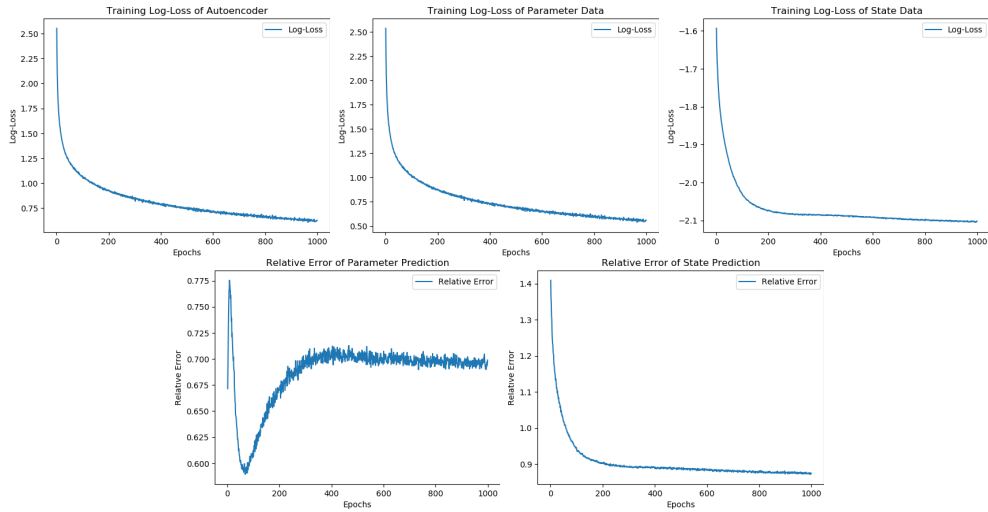 Training Log-Loss of Autoencoder
Log-Loss
2.50
2.25
2.00
1.75
1.50
1.25
1.00
0.75
Log-Loss
0 200 400 600 800 1000
Epochs
Training Log-Loss of Parameter Data
Log-Loss
2.50
2.25
2.00
1.75
1.50
1.25
1.00
0.75
0.50
Log-Loss
0 200 400 600 800 1000
Epochs
Training Log-Loss of State Data
Log-Loss
−1.6
−1.7
−1.8
−1.9
−2.0
−2.1
Log-Loss
0 200 400 600 800 1000
Epochs
Relative Error of Parameter Prediction
Relative Error
0.775
0.750
0.725
0.700
0.675
0.650
0.625
0.600
Relative Error
0 200 400 600 800 1000
Epochs
Relative Error of State Prediction
Relative Error
1.4
1.3
1.2
1.1
1.0
0.9
Relative Error
0 200 400 600 800 1000
Epochs